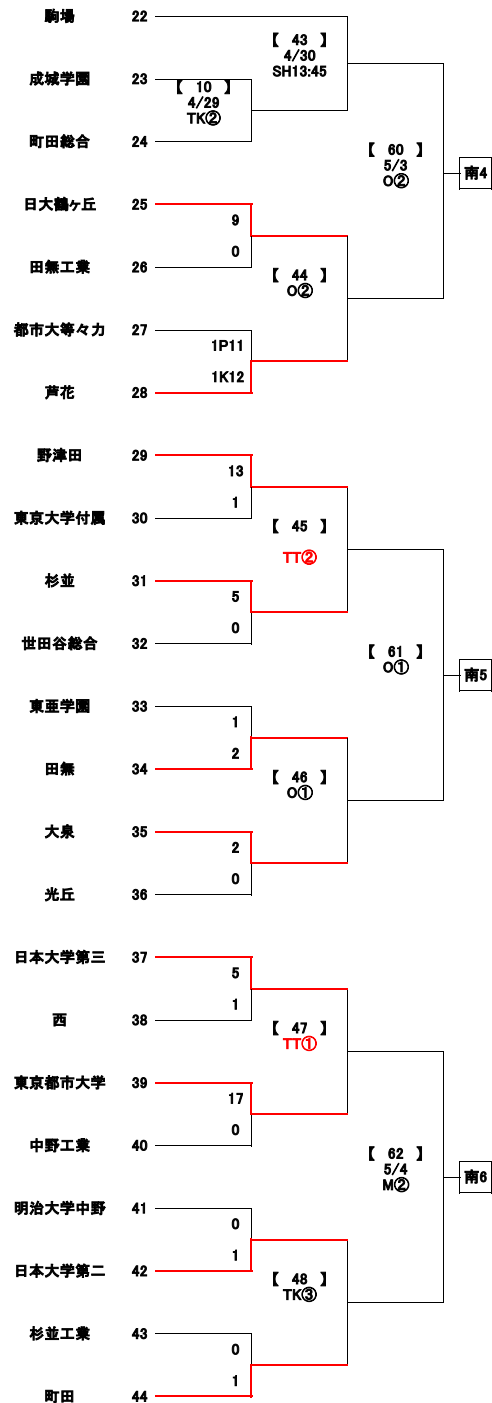 駒場 22
【 43 】
4/30
SH13:45
成城学園 23
【 10 】
4/29
TK②
町田総合 24
【 60 】
5/3
O②
南4
日大鶴ヶ丘 25
9
0
田無工業 26
【 44 】
O②
都市大等々力 27
1P11
1K12
芦花 28
野津田 29
13
1
東京大学付属 30
【 45 】
TT②
杉並 31
5
0
世田谷総合 32
【 61 】
O①
南5
東亜学園 33
1
2
田無 34
【 46 】
O①
大泉 35
2
0
光丘 36
日本大学第三 37
5
1
西 38
【 47 】
TT①
東京都市大学 39
17
0
中野工業 40
【 62 】
5/4
M②
南6
明治大学中野 41
0
1
日本大学第二 42
【 48 】
TK③
杉並工業 43
0
1
町田 44